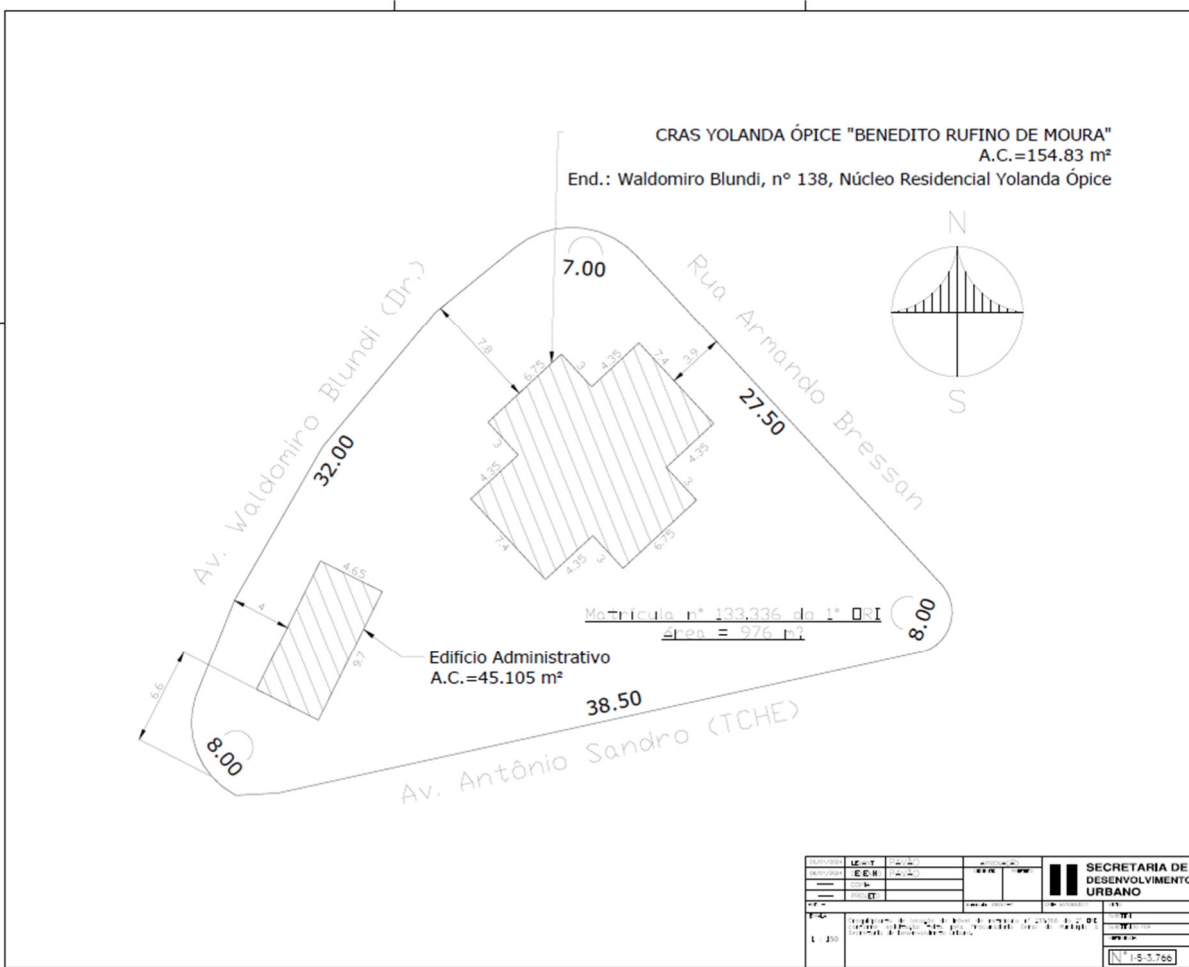 CRAS YOLANDA ÓPICE "BENEDITO RUFINO DE MOURA"
A.C.=154.83 m²
End.: Waldomiro Blundi, n° 138, Núcleo Residencial Yolanda Ópice
N
S
7.00
Av. Waldomiro Blundi (Dr.)
Rua Armando Bressan
7.8
6.75
3
4.35
7.4
3.9
27.50
32.00
3
4.35
4.35
3
7.4
4.35
3
6.75
4.65
4
9.7
6.6
Matrícula n° 133.336 do 1° ORI
Área = 976 m²
8.00
Edifício Administrativo
A.C.=45.105 m²
38.50
8.00
Av. Antônio Sandro (TCHE)
PAVÃO
PAVÃO
SECRETARIA DE
DESENVOLVIMENTO
URBANO
N° 1-5-3.766